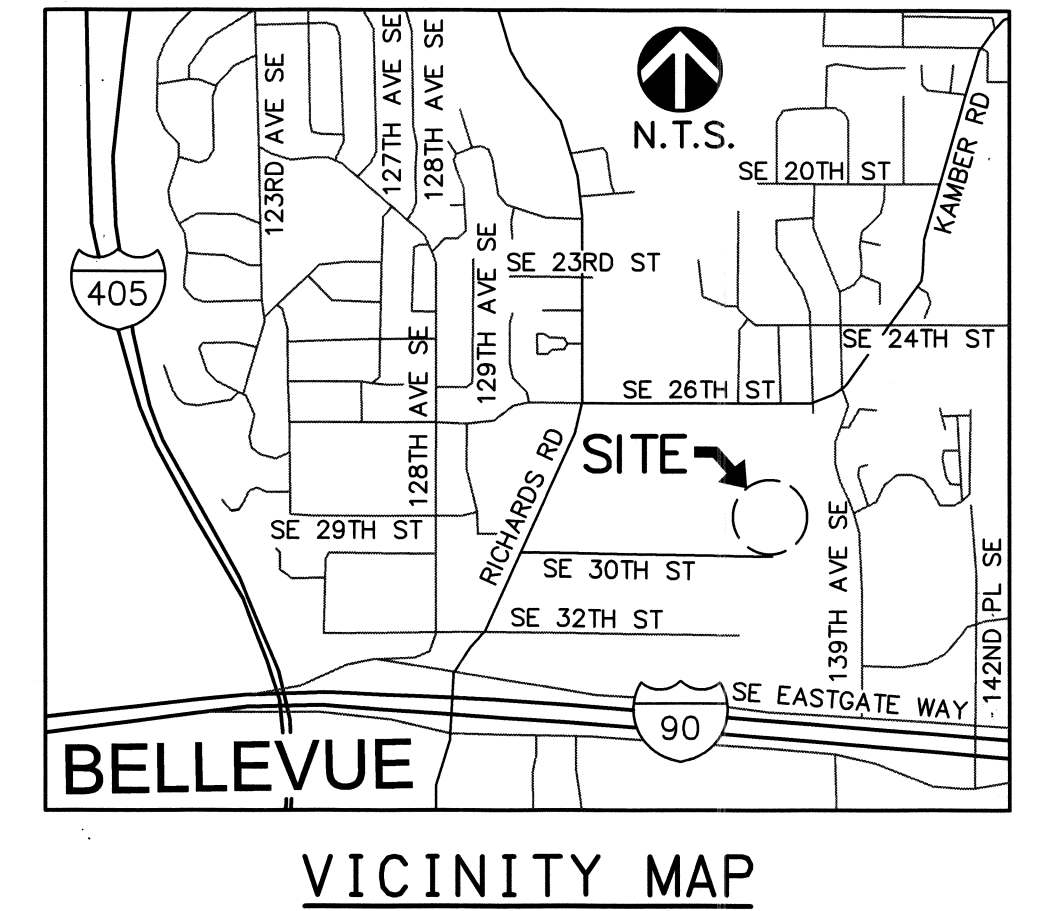 123RD AVE SE
127TH AVE SE
128TH AVE SE
N.T.S.
KAMBER RD
SE 20TH ST
129TH AVE SE
SE 23RD ST
405
SE 24TH ST
128TH AVE SE
SE 26TH ST
SITE
RICHARDS RD
SE 29TH ST
139TH AVE SE
SE 30TH ST
142ND PL SE
SE 32TH ST
SE EASTGATE WAY
90
BELLEVUE
VICINITY MAP